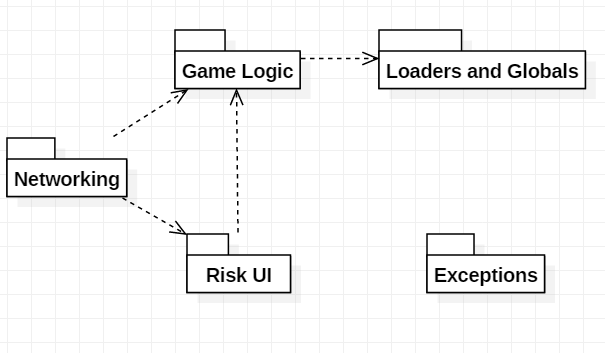 Game Logic
Loaders and Globals
Networking
Risk UI
Exceptions